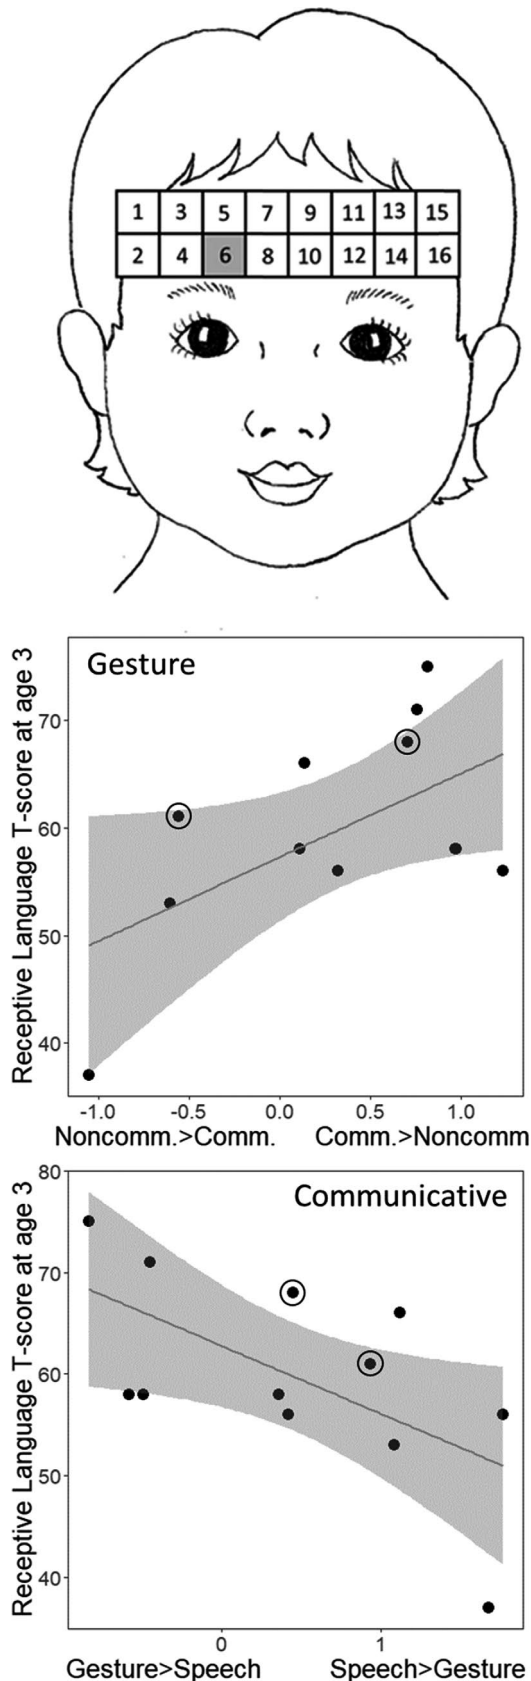 1 3 5 7 9 11 13 15
2 4 6 8 10 12 14 16
Gesture
Receptive Language T-score at age 3
70
60
50
40
-1.0 -0.5 0.0 0.5 1.0
Noncomm.>Comm. Comm.>Noncomm
Communicative
Receptive Language T-score at age 3
80
70
60
50
40
0 1
Gesture>Speech Speech>Gesture